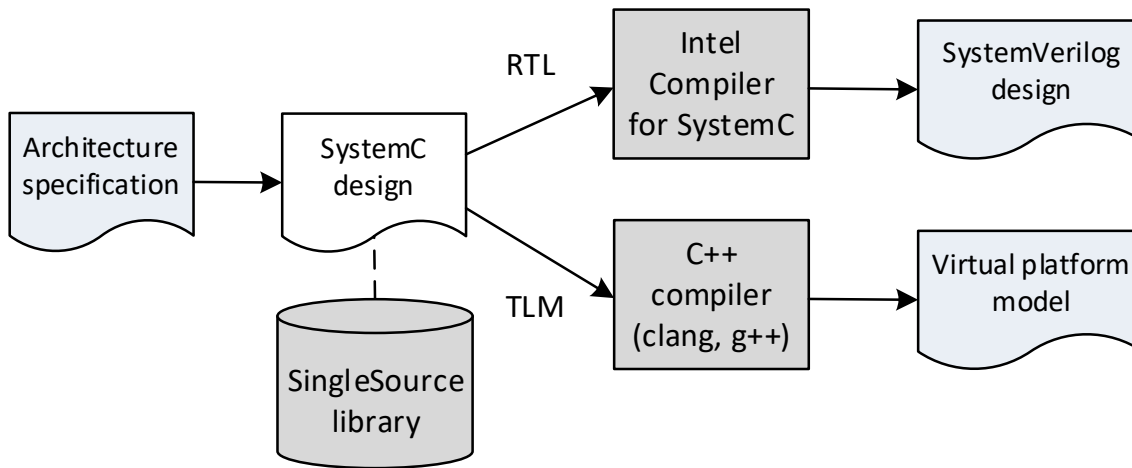 Architecture
specification
SystemC
design
SingleSource
library
RTL
TLM
Intel
Compiler
for SystemC
C++
compiler
(clang, g++)
SystemVerilog
design
Virtual platform
model